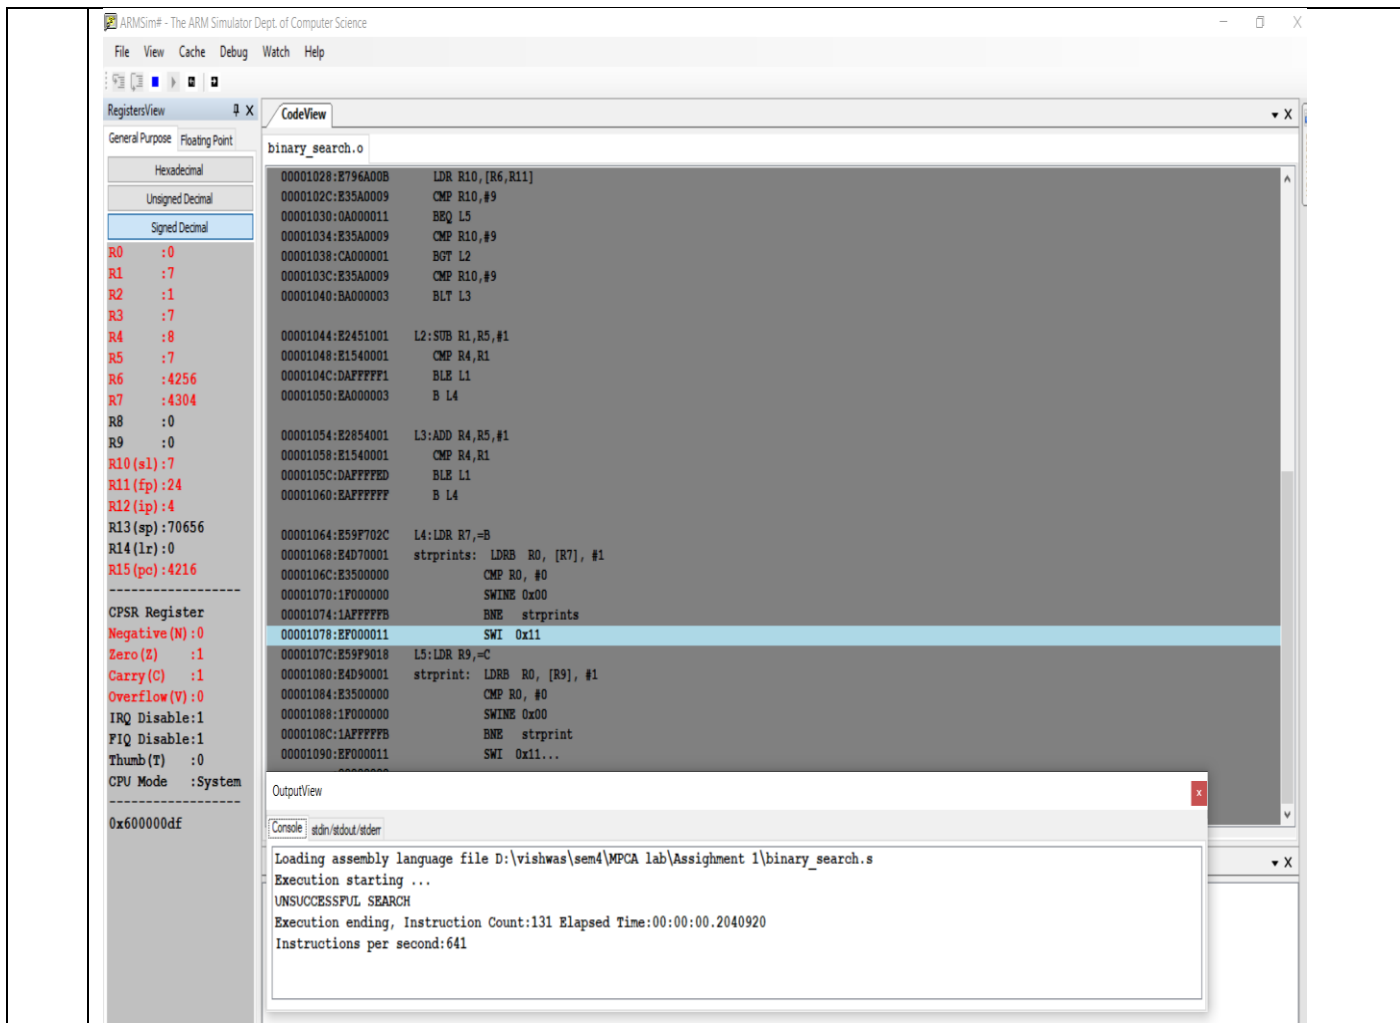 ARMSim# - The ARM Simulator Dept. of Computer Science
File View Cache Debug Watch Help
RegistersView
General Purpose Floating Point
Hexadecimal
Unsigned Decimal
Signed Decimal
R0 :0
R1 :7
R2 :1
R3 :7
R4 :8
R5 :7
R6 :4256
R7 :4304
R8 :0
R9 :0
R10(sl):7
R11(fp):24
R12(ip):4
R13(sp):70656
R14(lr):0
R15(pc):4216
CPSR Register
Negative(N):0
Zero(Z) :1
Carry(C) :1
Overflow(V):0
IRQ Disable:1
FIQ Disable:1
Thumb(T) :0
CPU Mode :System
0x600000df
CodeView
binary_search.o
00001028:E796A00B LDR R10,[R6,R11]
0000102C:E35A0009 CMP R10,#9
00001030:0A000011 BEQ L5
00001034:E35A0009 CMP R10,#9
00001038:CA000001 BGT L2
0000103C:E35A0009 CMP R10,#9
00001040:BA000003 BLT L3
00001044:E2451001 L2:SUB R1,R5,#1
00001048:E1540001 CMP R4,R1
0000104C:DAFFFFF1 BLE L1
00001050:EA000003 B L4
00001054:E2854001 L3:ADD R4,R5,#1
00001058:E1540001 CMP R4,R1
0000105C:DAFFFFED BLE L1
00001060:EAFFFFFF B L4
00001064:E59F702C L4:LDR R7,=B
00001068:E4D70001 strprints: LDRB R0, [R7], #1
0000106C:E3500000 CMP R0, #0
00001070:1F000000 SWINE 0x00
00001074:1AFFFFFB BNE strprints
00001078:EF000011 SWI 0x11
0000107C:E59F9018 L5:LDR R9,=C
00001080:E4D90001 strprint: LDRB R0, [R9], #1
00001084:E3500000 CMP R0, #0
00001088:1F000000 SWINE 0x00
0000108C:1AFFFFFB BNE strprint
00001090:EF000011 SWI 0x11...
OutputView
Console stdin/stdout/stderr
Loading assembly language file D:\vishwas\sem4\MPCA lab\Assighment 1\binary_search.s
Execution starting ...
UNSUCCESSFUL SEARCH
Execution ending, Instruction Count:131 Elapsed Time:00:00:00.2040920
Instructions per second:641